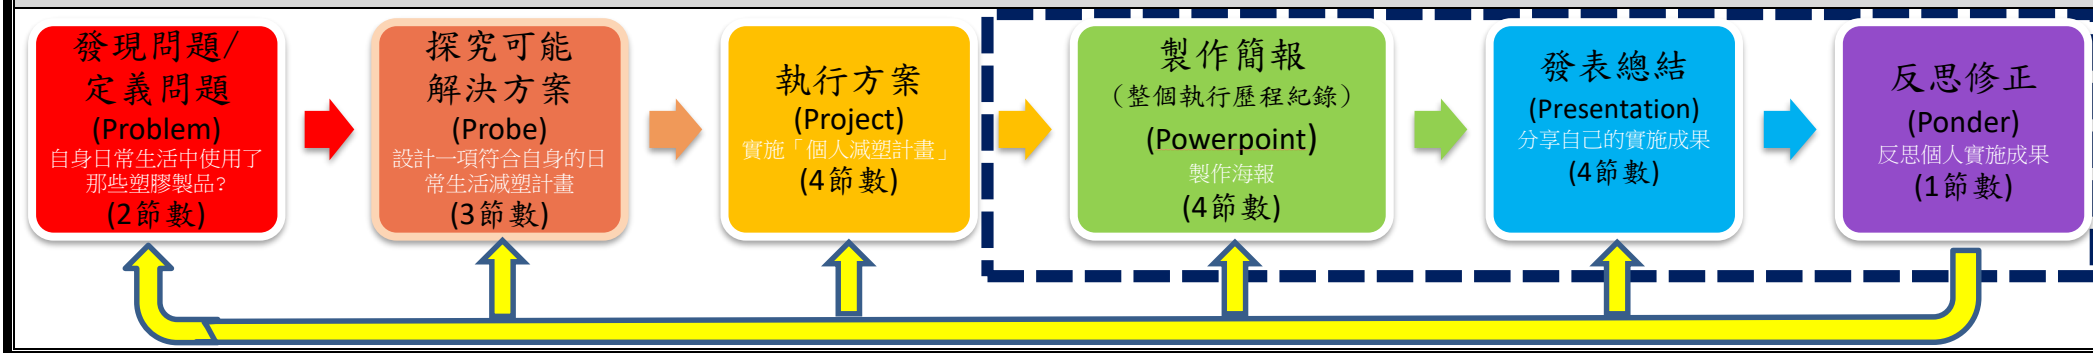 發現問題/
定義問題
(Problem)
自身日常生活中使用了
那些塑膠製品?
(2節數)
探究可能
解決方案
(Probe)
設計一項符合自身的日
常生活減塑計畫
(3節數)
執行方案
(Project)
實施「個人減塑計畫」
(4節數)
製作簡報
（整個執行歷程紀錄）
(Powerpoint)
製作海報
(4節數)
發表總結
(Presentation)
分享自己的實施成果
(4節數)
反思修正
(Ponder)
反思個人實施成果
(1節數)